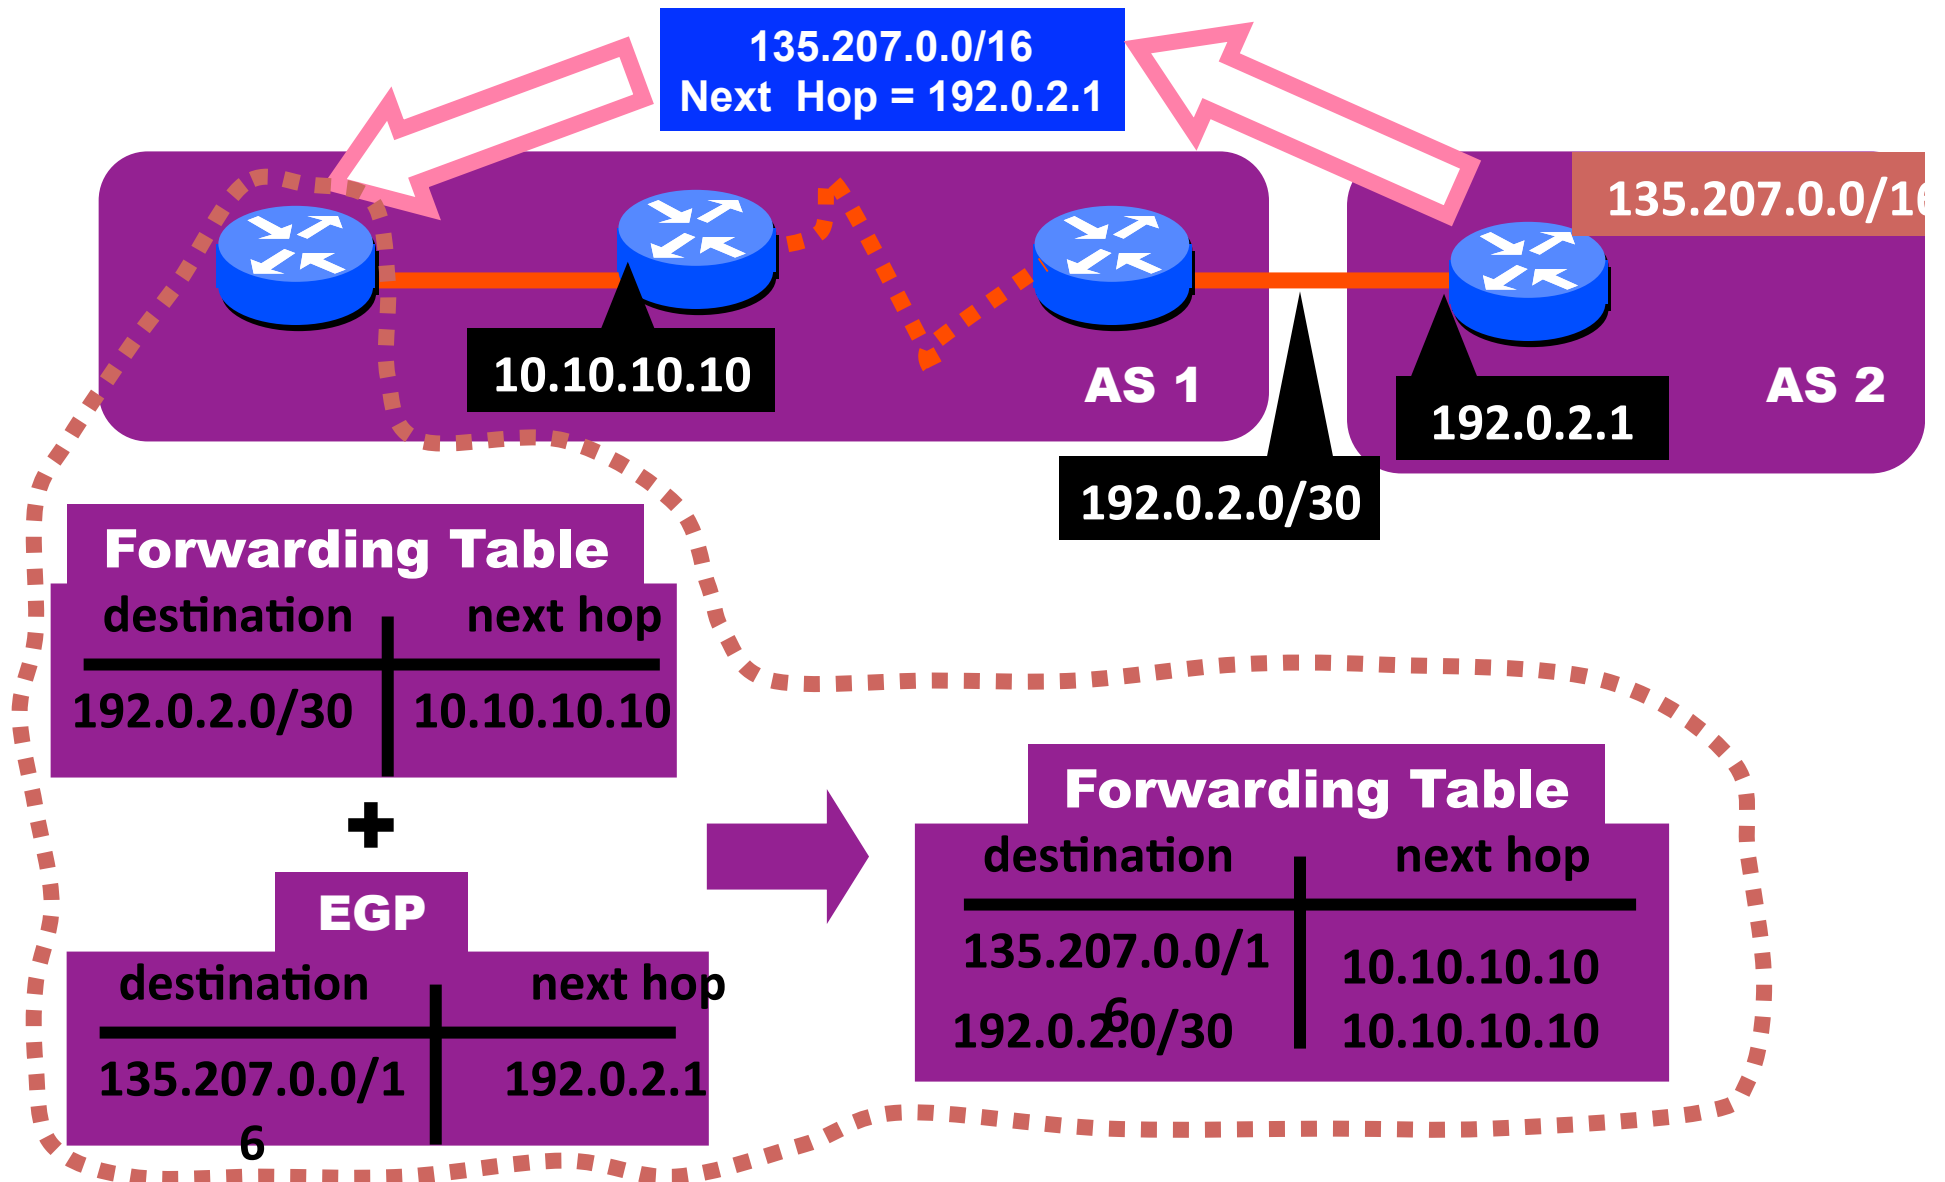 135.207.0.0/16
Next Hop = 192.0.2.1
135.207.0.0/16
10.10.10.10
AS 1
AS 2
192.0.2.1
192.0.2.0/30
Forwarding Table
destination next hop
192.0.2.0/30 10.10.10.10
+
EGP
destination next hop
135.207.0.0/1 192.0.2.1
6
Forwarding Table
destination next hop
135.207.0.0/1 10.10.10.10
6
192.0.2.0/30 10.10.10.10